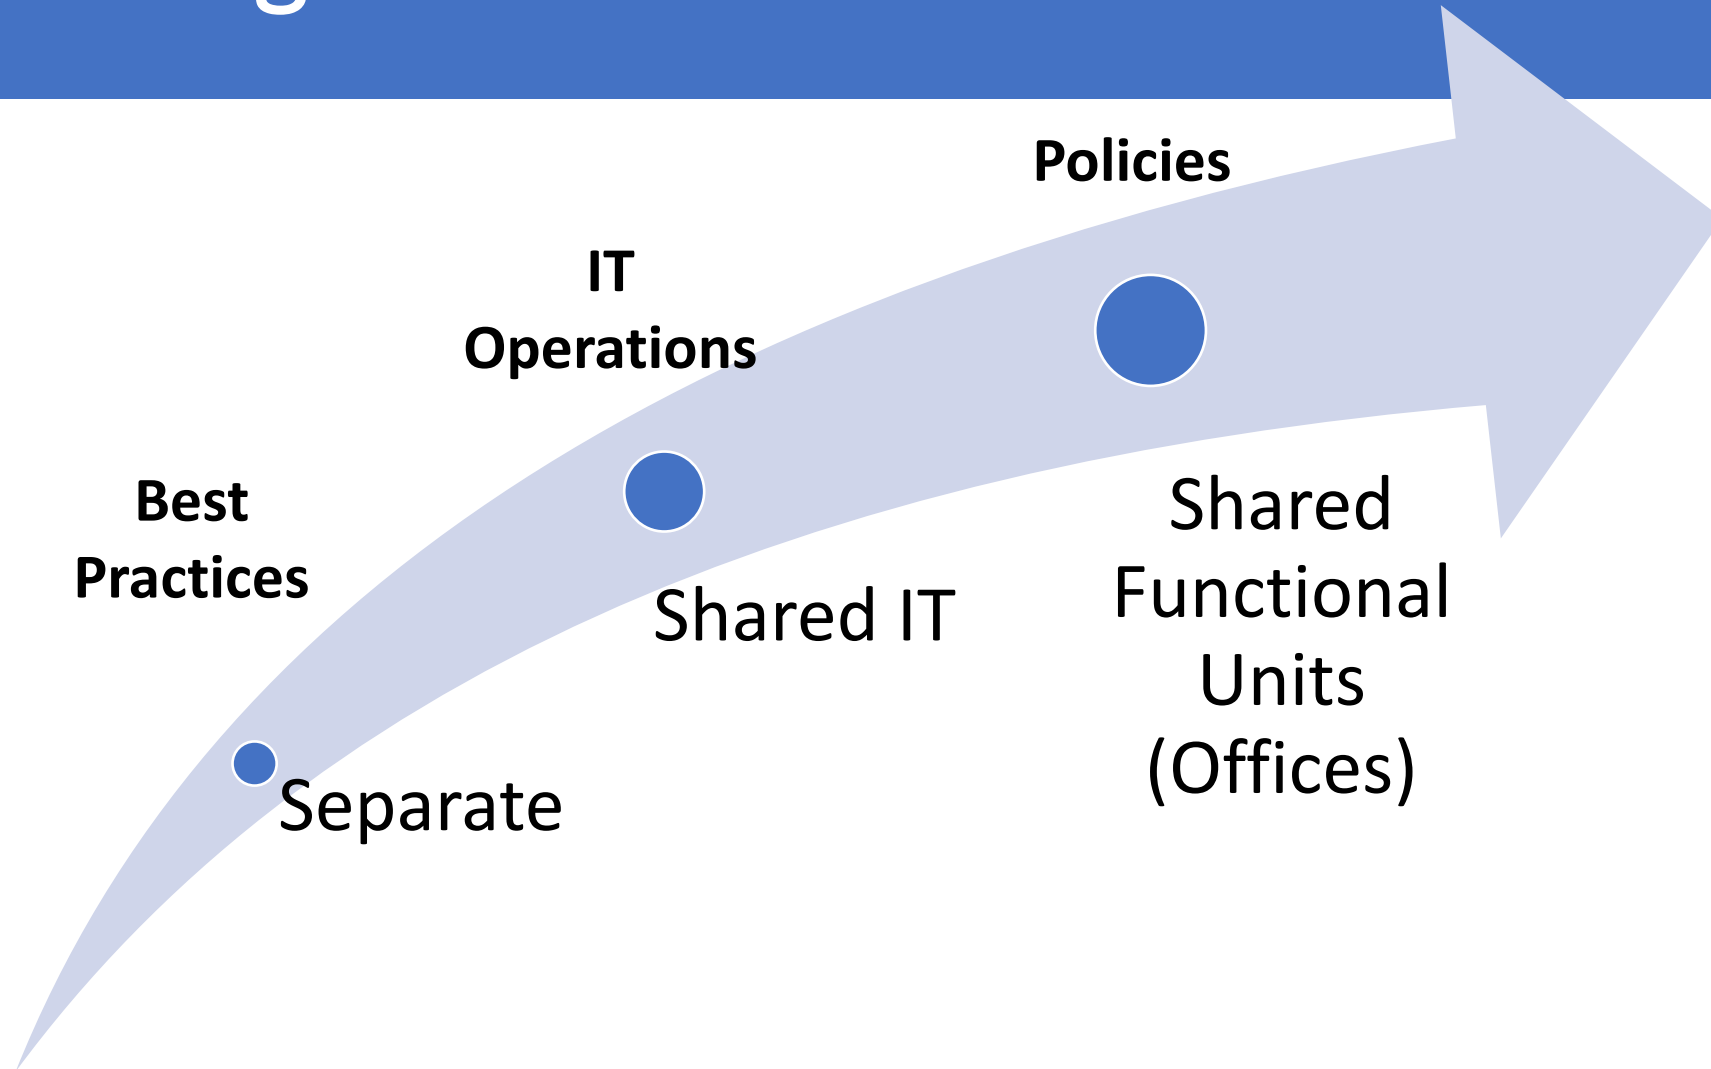 Policies
IT
Operations
Best
Practices
Shared
Functional
Units
(Offices)
Shared IT
Separate